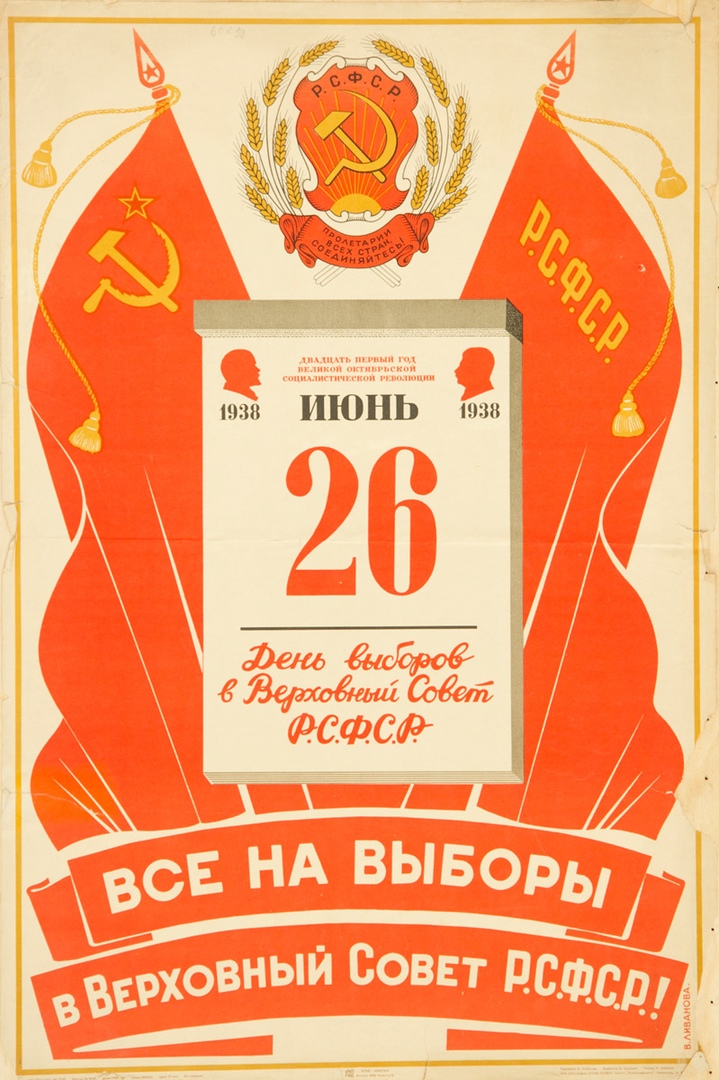 Р.С.Ф.С.Р.
ПРОЛЕТАРИИ
ВСЕХ СТРАН,
СОЕДИНЯЙТЕСЬ!
Р.С.Ф.С.Р.
ДВАДЦАТЬ ПЕРВЫЙ ГОД
ВЕЛИКОЙ ОКТЯБРЬСКОЙ
СОЦИАЛИСТИЧЕСКОЙ РЕВОЛЮЦИИ
1938 ИЮНЬ 1938
26
День выборов
в Верховный Совет
Р.С.Ф.С.Р.
ВСЕ НА ВЫБОРЫ
В ВЕРХОВНЫЙ СОВЕТ Р.С.Ф.С.Р.!
В.ЛИВАНОВА.